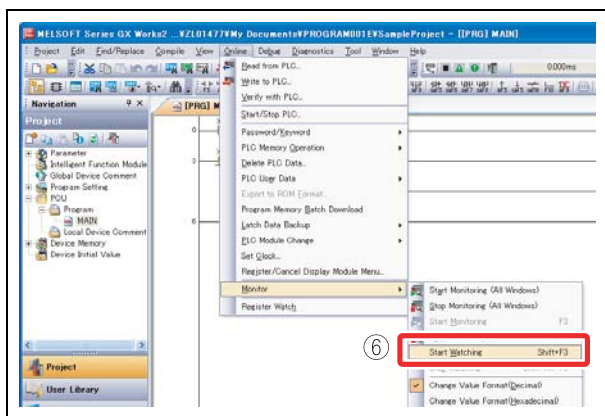 MELSOFT Series GX Works2 ...¥ZL01477¥My Documents¥PROGRAM001E¥SampleProject - [[PRG] MAIN]
Project Edit Find/Replace Compile View Online Debug Diagnostics Tool Window Help
0.000ms
Navigation
[PRG] M
Project
Parameter
Intelligent Function Module
Global Device Comment
Program Setting
POU
Program
MAIN
Local Device Comment
Device Memory
Device Initial Value
Project
User Library
0
3
6
Read from PLC...
Write to PLC...
Verify with PLC...
Start/Stop PLC...
Password/Keyword
PLC Memory Operation
Delete PLC Data...
PLC User Data
Export to ROM Format...
Program Memory Batch Download
Latch Data Backup
PLC Module Change
Set Clock...
Register/Cancel Display Module Menu...
Monitor
Register Watch
Start Monitoring (All Windows)
Stop Monitoring (All Windows)
Start Monitoring F3
⑥
Start Watching Shift+F3
Change Value Format(Decimal)
Change Value Format(Hexadecimal)